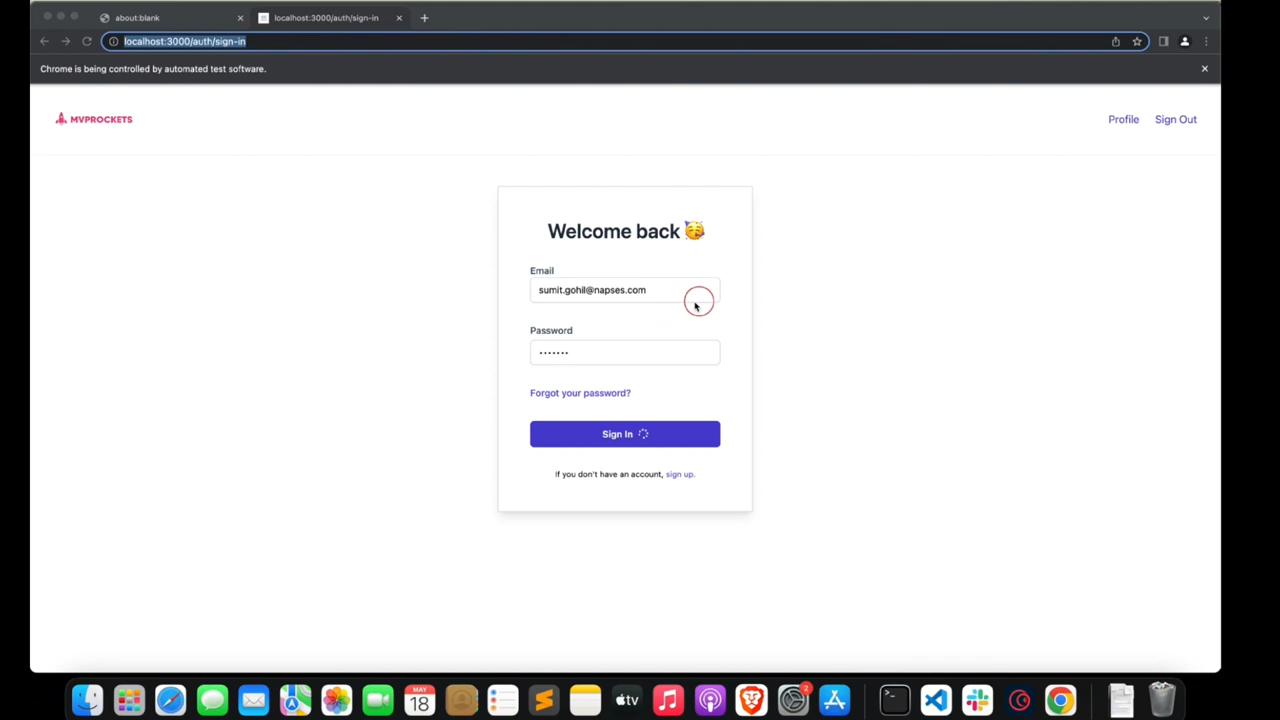 about:blank
localhost:3000/auth/sign-in
localhost:3000/auth/sign-in
Chrome is being controlled by automated test software.
MVPROCKETS
Profile
Sign Out
Welcome back 🥳
Email
sumit.gohil@napses.com
Password
•••••••
Forgot your password?
Sign In
If you don't have an account, sign up.
MAY
18
tv
2